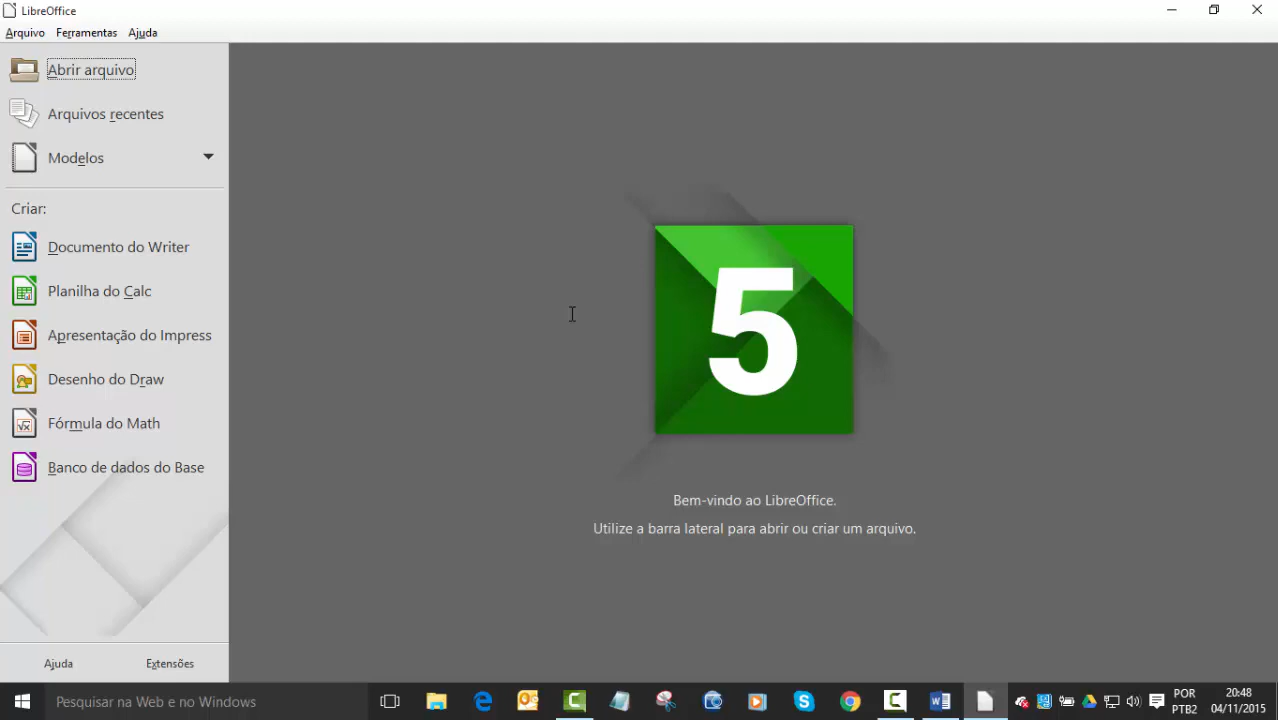 LibreOffice
Arquivo Ferramentas Ajuda
Abrir arquivo
Arquivos recentes
Modelos
Criar:
Documento do Writer
Planilha do Calc
Apresentação do Impress
Desenho do Draw
Fórmula do Math
Banco de dados do Base
Ajuda Extensões
5
Bem-vindo ao LibreOffice.
Utilize a barra lateral para abrir ou criar um arquivo.
Pesquisar na Web e no Windows
POR
PTB2
20:48
04/11/2015